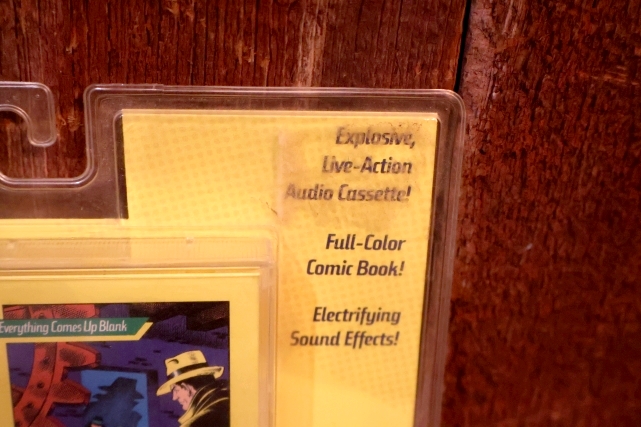 Explosive,
Live-Action
Audio Cassette!
Full-Color
Comic Book!
Electrifying
Sound Effects!
Everything Comes Up Blank